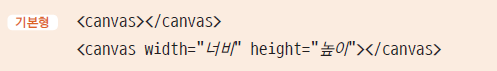 기본형 <canvas></canvas>
<canvas width="너비" height="높이"></canvas>